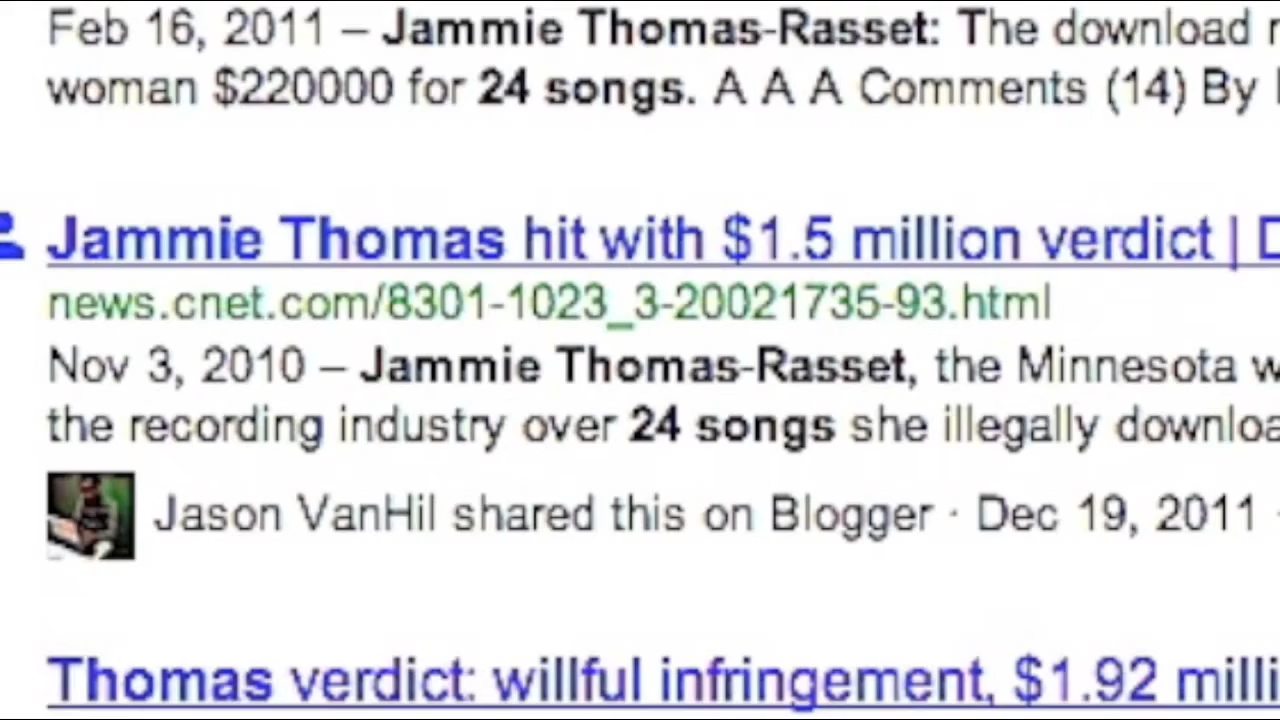 Feb 16, 2011 – Jammie Thomas-Rasset: The download
woman $220000 for 24 songs. A A A Comments (14) By
Jammie Thomas hit with $1.5 million verdict |
news.cnet.com/8301-1023_3-20021735-93.html
Nov 3, 2010 – Jammie Thomas-Rasset, the Minnesota
the recording industry over 24 songs she illegally downloa
Jason VanHil shared this on Blogger · Dec 19, 2011
Thomas verdict: willful infringement, $1.92 milli